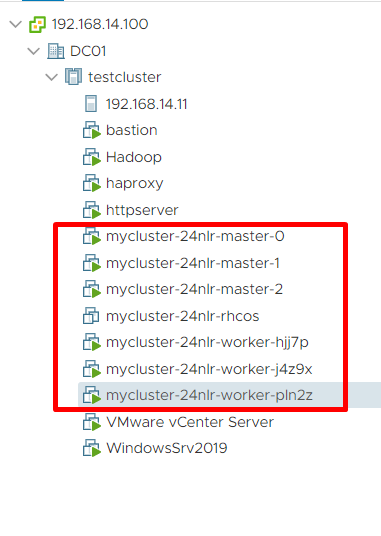 192.168.14.100
DC01
testcluster
192.168.14.11
bastion
Hadoop
haproxy
httpserver
mycluster-24nlr-master-0
mycluster-24nlr-master-1
mycluster-24nlr-master-2
mycluster-24nlr-rhcos
mycluster-24nlr-worker-hjj7p
mycluster-24nlr-worker-j4z9x
mycluster-24nlr-worker-pln2z
VMware vCenter Server
WindowsSrv2019